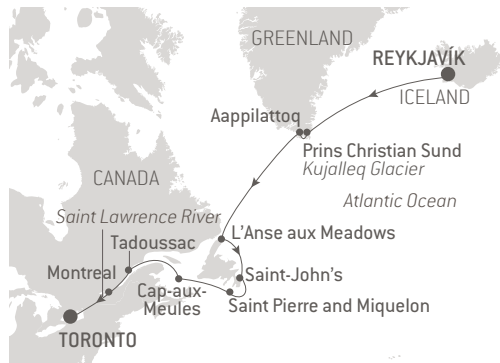 GREENLAND
REYKJAVÍK
ICELAND
Aappilattoq
Prins Christian Sund
Kujalleq Glacier
CANADA
Atlantic Ocean
Saint Lawrence River
L'Anse aux Meadows
Tadoussac
Montreal
Saint-John's
Cap-aux-
Meules
Saint Pierre and Miquelon
TORONTO